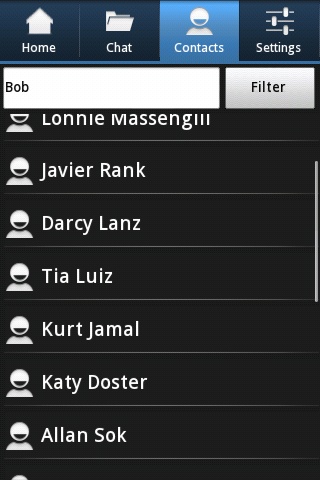 Home Chat Contacts Settings
Bob Filter
Lonnie Massengill
Javier Rank
Darcy Lanz
Tia Luiz
Kurt Jamal
Katy Doster
Allan Sok